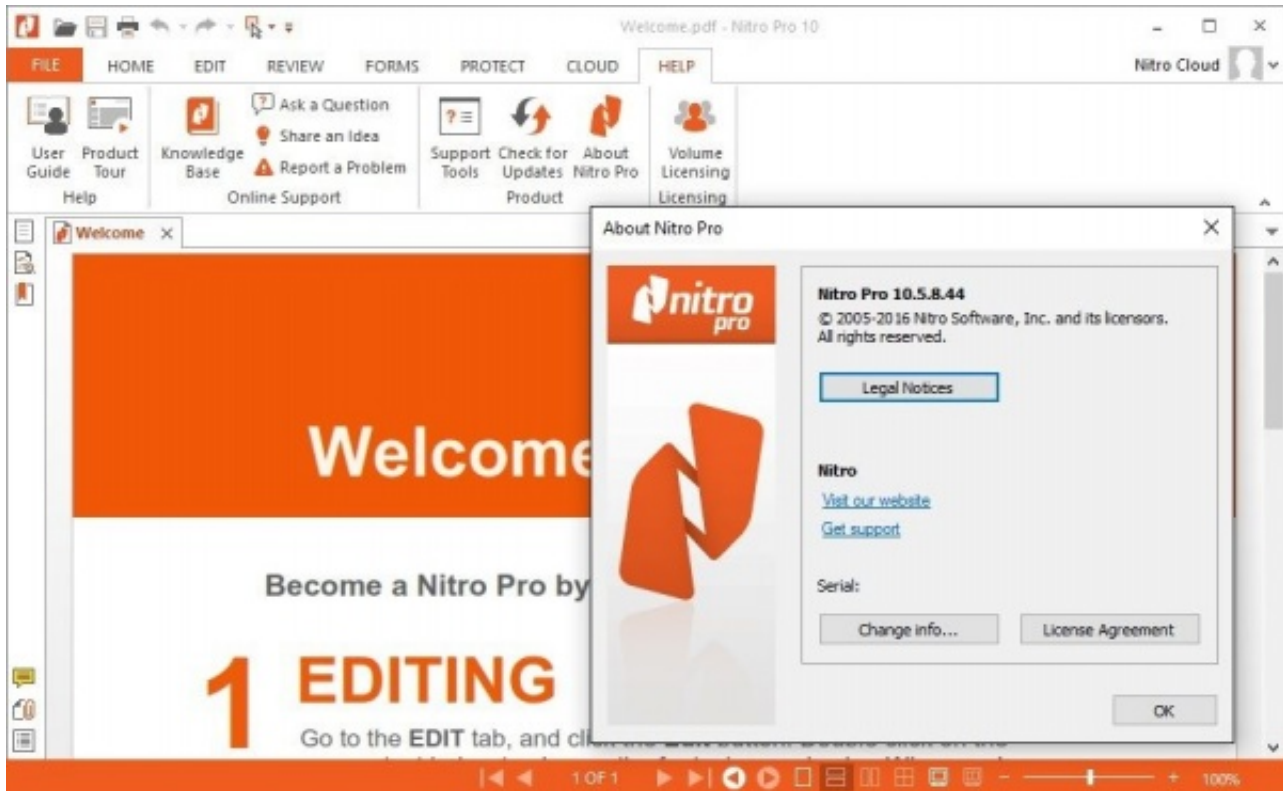 Welcome.pdf - Nitro Pro 10
FILE HOME EDIT REVIEW FORMS PROTECT CLOUD HELP Nitro Cloud
User Guide
Product Tour
Help
Knowledge Base
Ask a Question
Share an Idea
Report a Problem
Online Support
Support Tools
Check for Updates
About Nitro Pro
Product
Volume Licensing
Licensing
Welcome
About Nitro Pro
nitro
pro
Nitro Pro 10.5.8.44
© 2005-2016 Nitro Software, Inc. and its licensors.
All rights reserved.
Legal Notices
Nitro
Visit our website
Get support
Serial:
Change info...
License Agreement
OK
Welcome
Become a Nitro Pro by
1 EDITING
Go to the EDIT tab, and
1 OF 1
100%